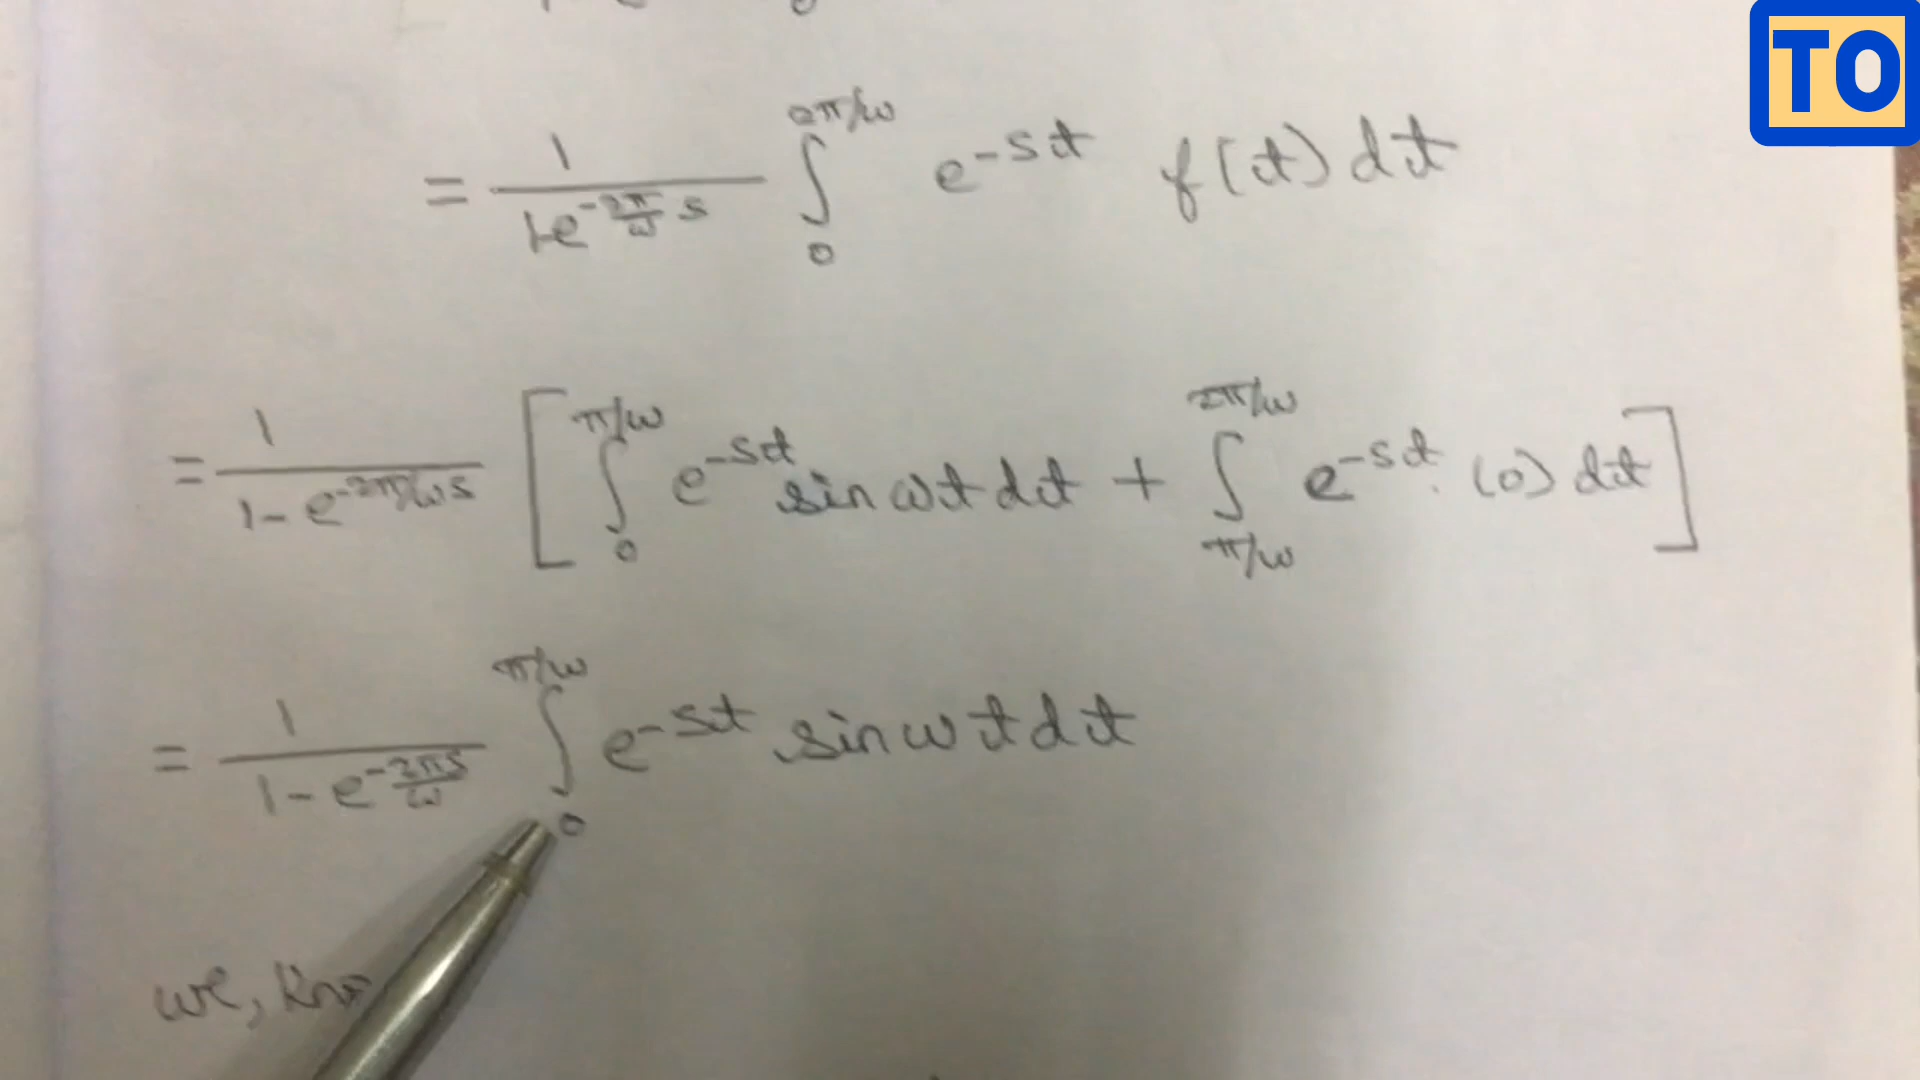 TO
= 1/(1-e^(-2π/ω s)) ∫_0^(2π/ω) e^(-st) f(t) dt
= 1/(1-e^(-2π/ω s)) [ ∫_0^(π/ω) e^(-st) sin ωt dt + ∫_(π/ω)^(2π/ω) e^(-st) . (0) dt ]
= 1/(1-e^(-2πs/ω)) ∫_0^(π/ω) e^(-st) sin ωt dt
we,